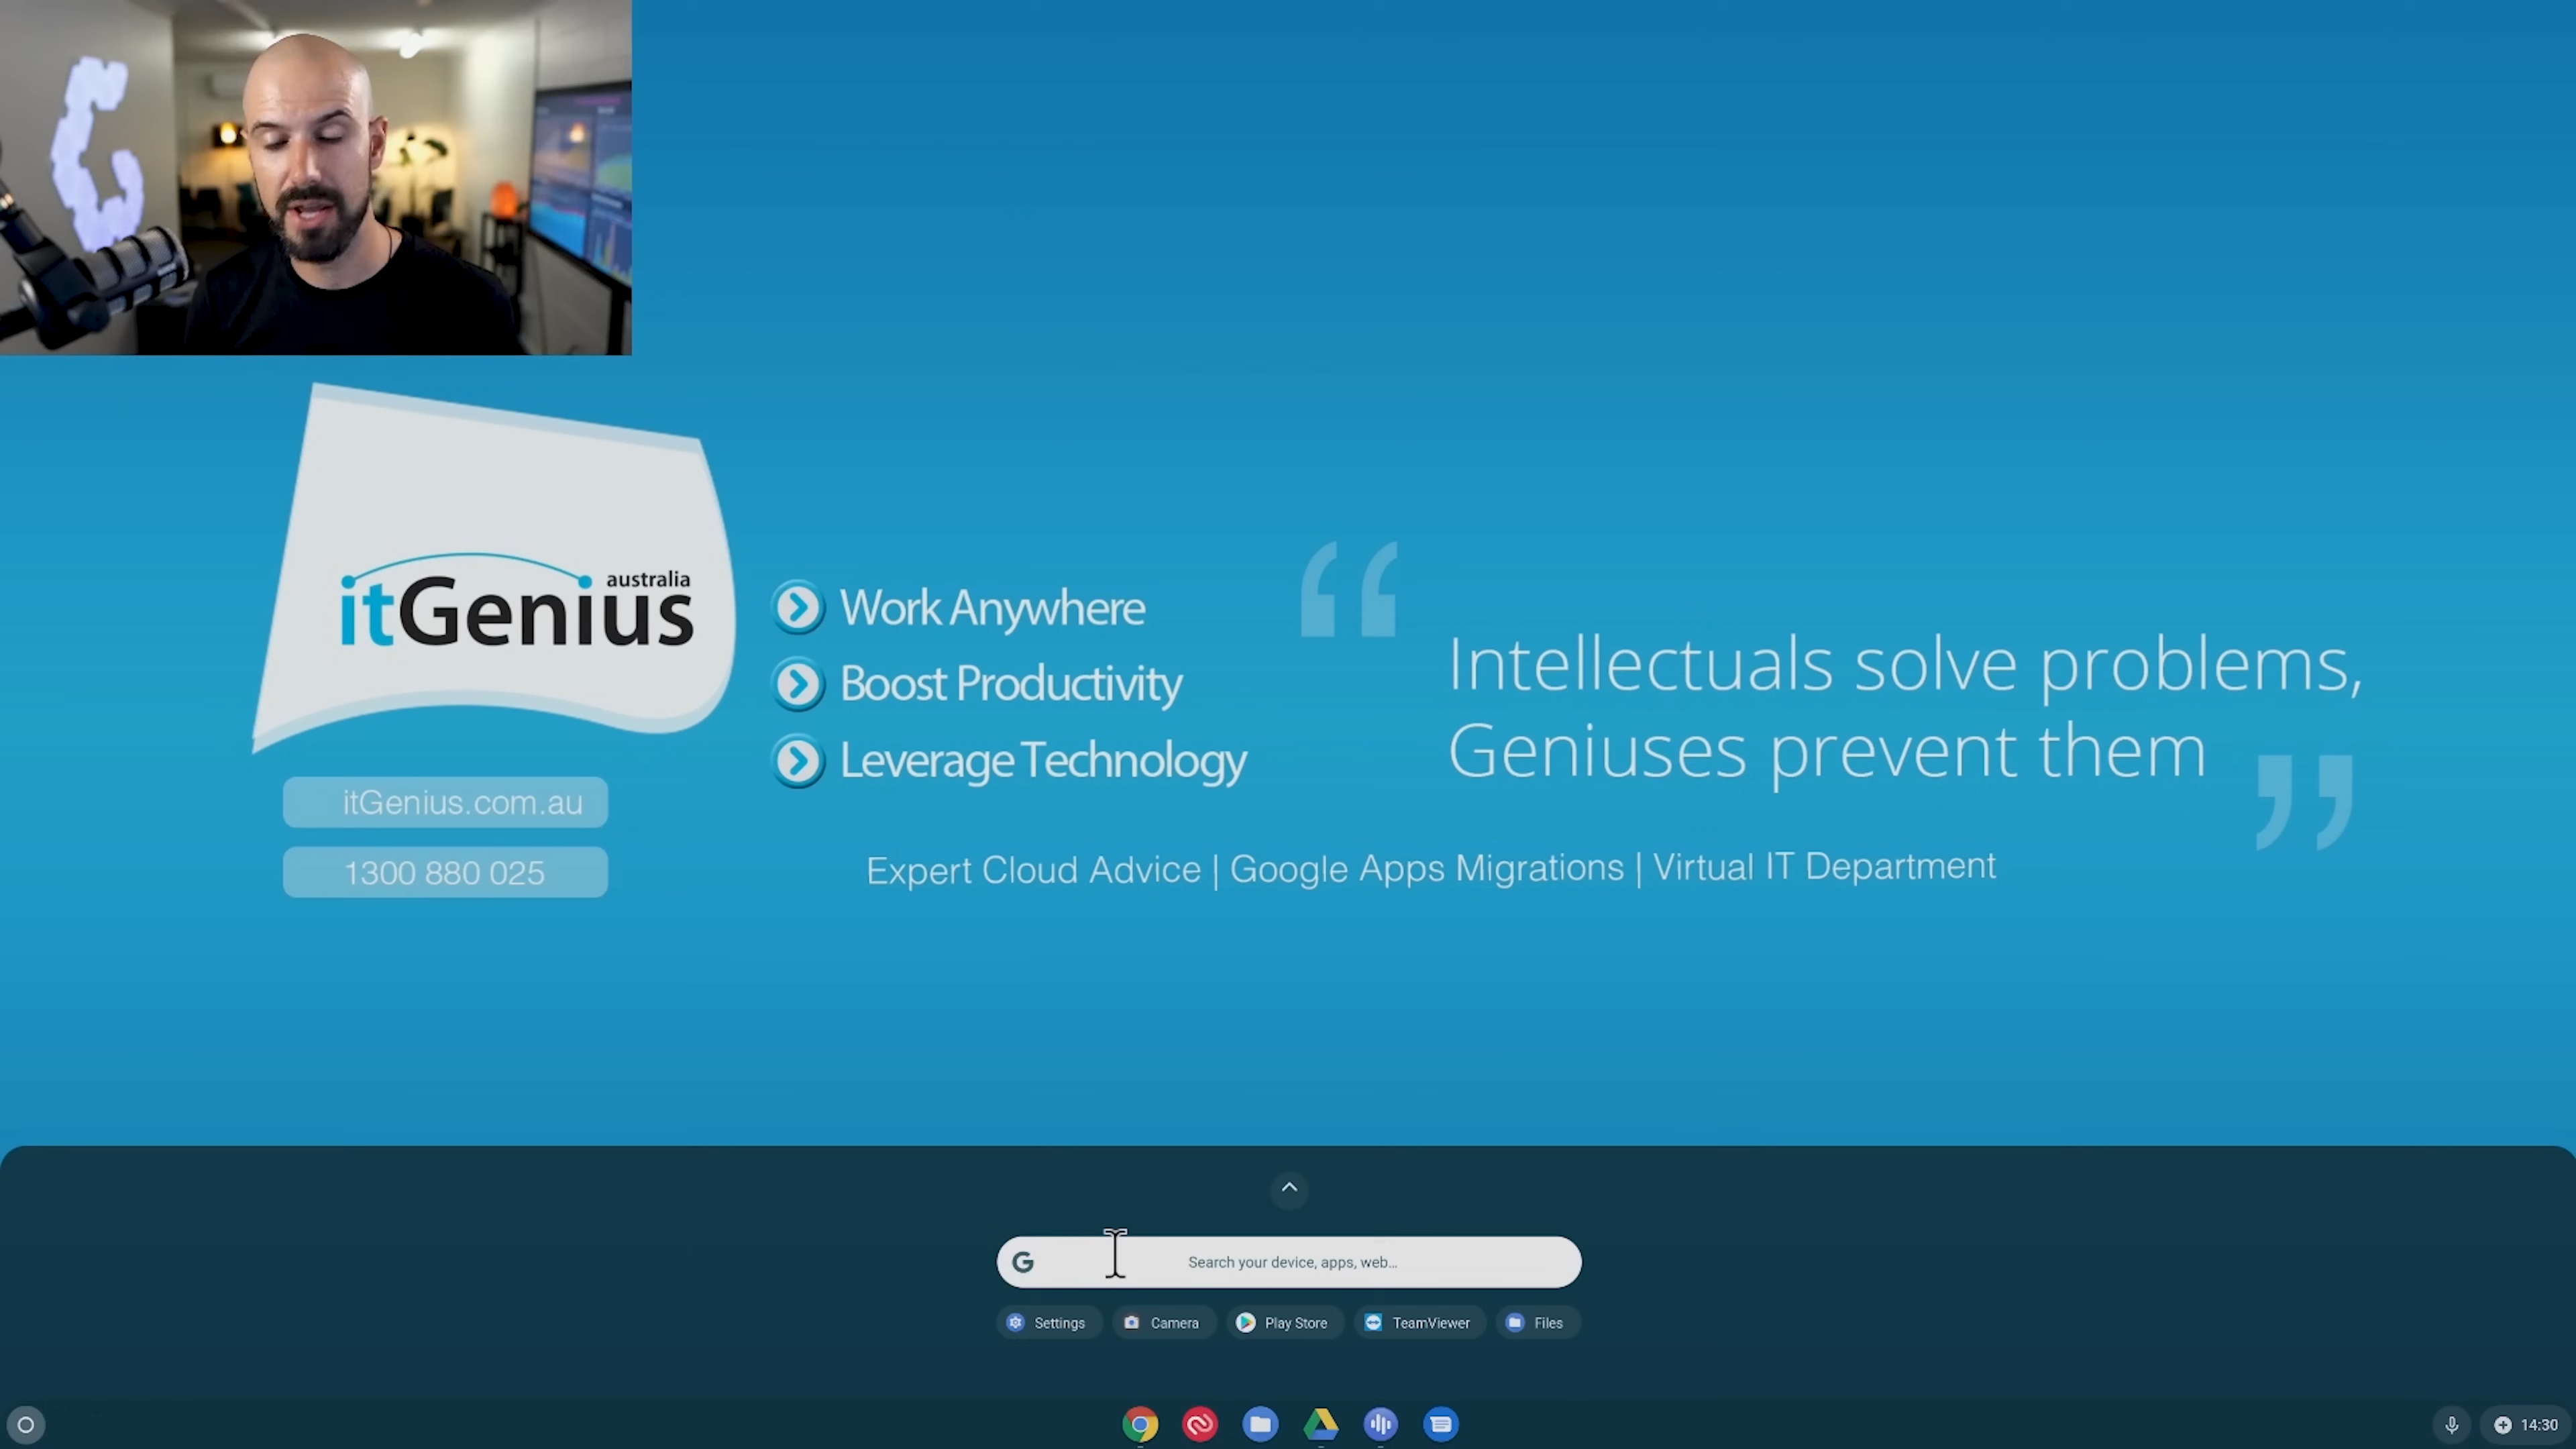 australia
itGenius
itGenius.com.au
1300 880 025
Work Anywhere
Boost Productivity
Leverage Technology
“Intellectuals solve problems,
Geniuses prevent them”
Expert Cloud Advice | Google Apps Migrations | Virtual IT Department
Search your device, apps, web...
Settings Camera Play Store TeamViewer Files
14:30